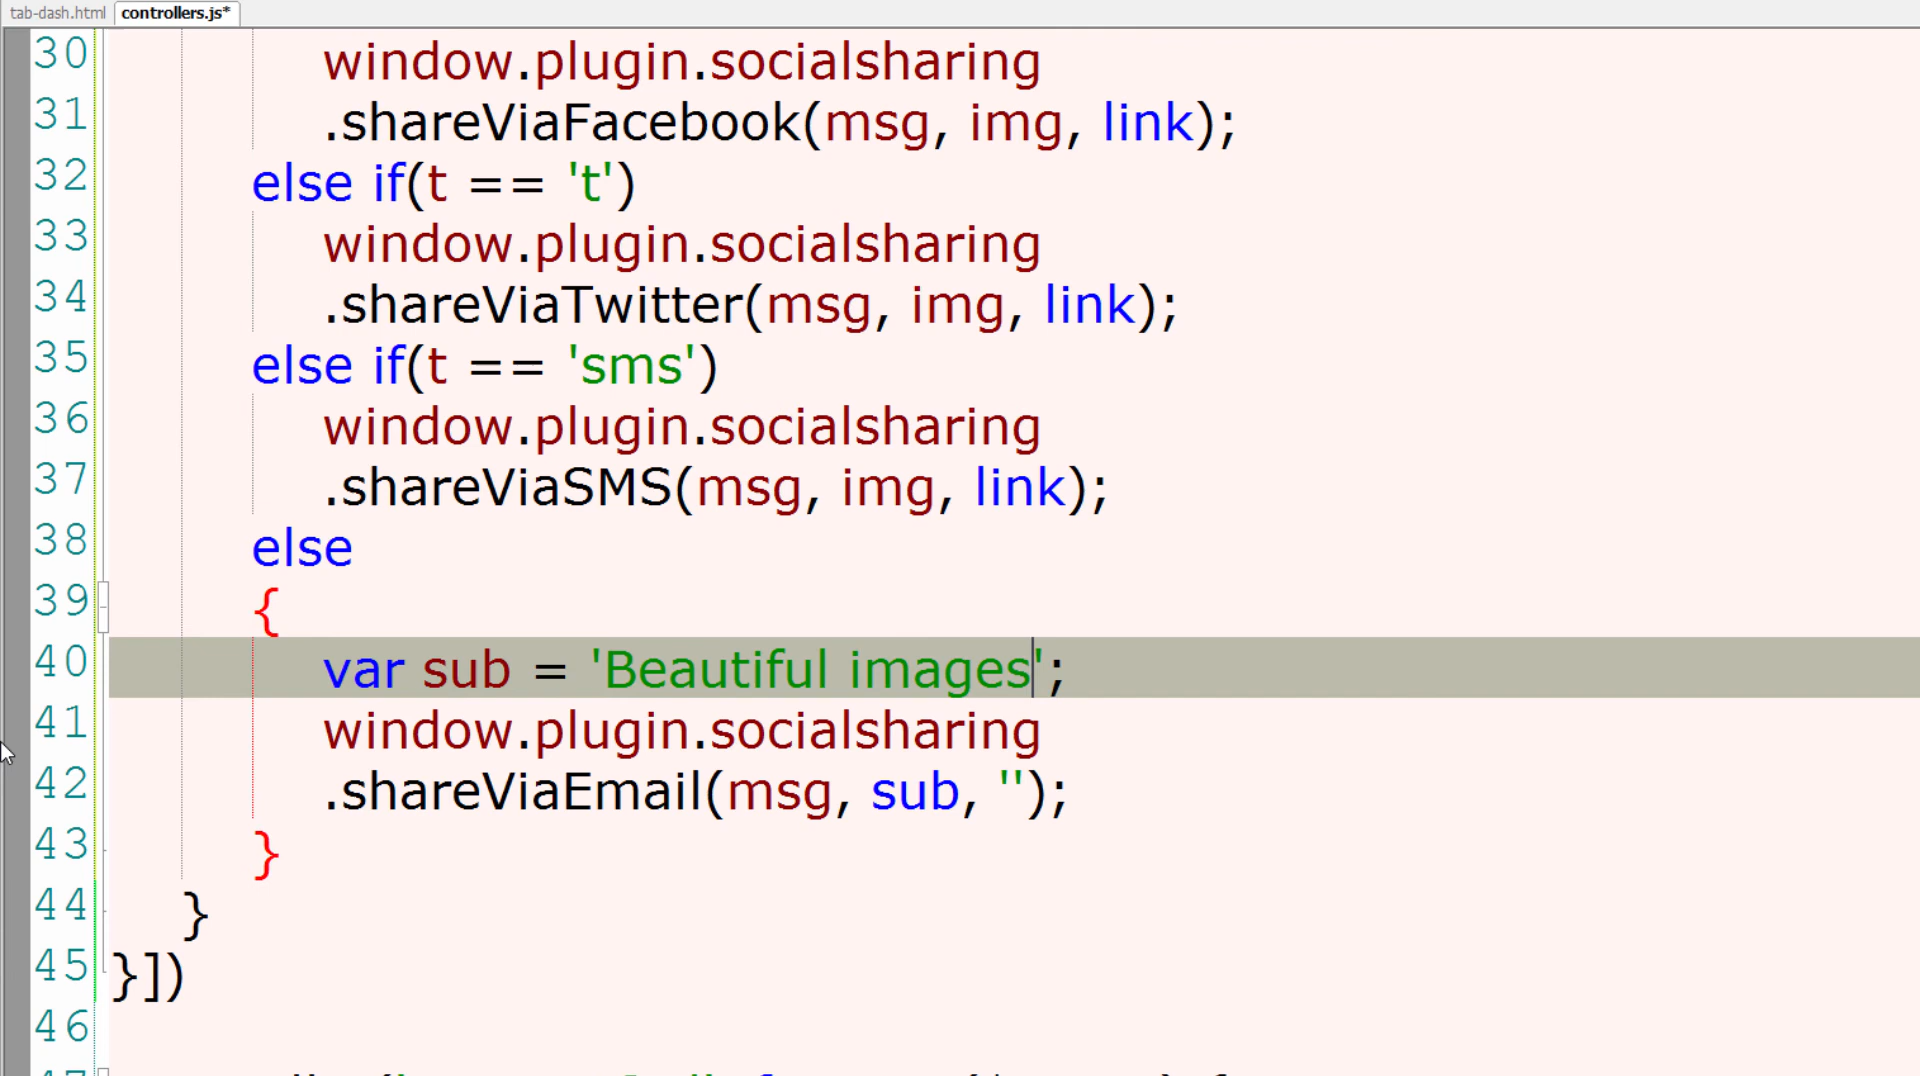 tab-dash.html controllers.js*
30 window.plugin.socialsharing
31 .shareViaFacebook(msg, img, link);
32 else if(t == 't')
33 window.plugin.socialsharing
34 .shareViaTwitter(msg, img, link);
35 else if(t == 'sms')
36 window.plugin.socialsharing
37 .shareViaSMS(msg, img, link);
38 else
39 {
40 var sub = 'Beautiful images';
41 window.plugin.socialsharing
42 .shareViaEmail(msg, sub, '');
43 }
44 }
45 }])
46